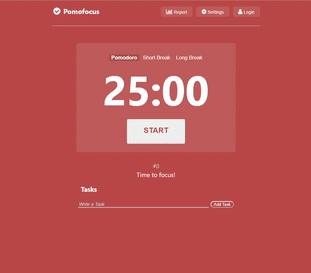 Pomofocus
Report
Settings
Login
Pomodoro Short Break Long Break
25:00
START
#0
Time to focus!
Tasks
Write a Task
Add Task